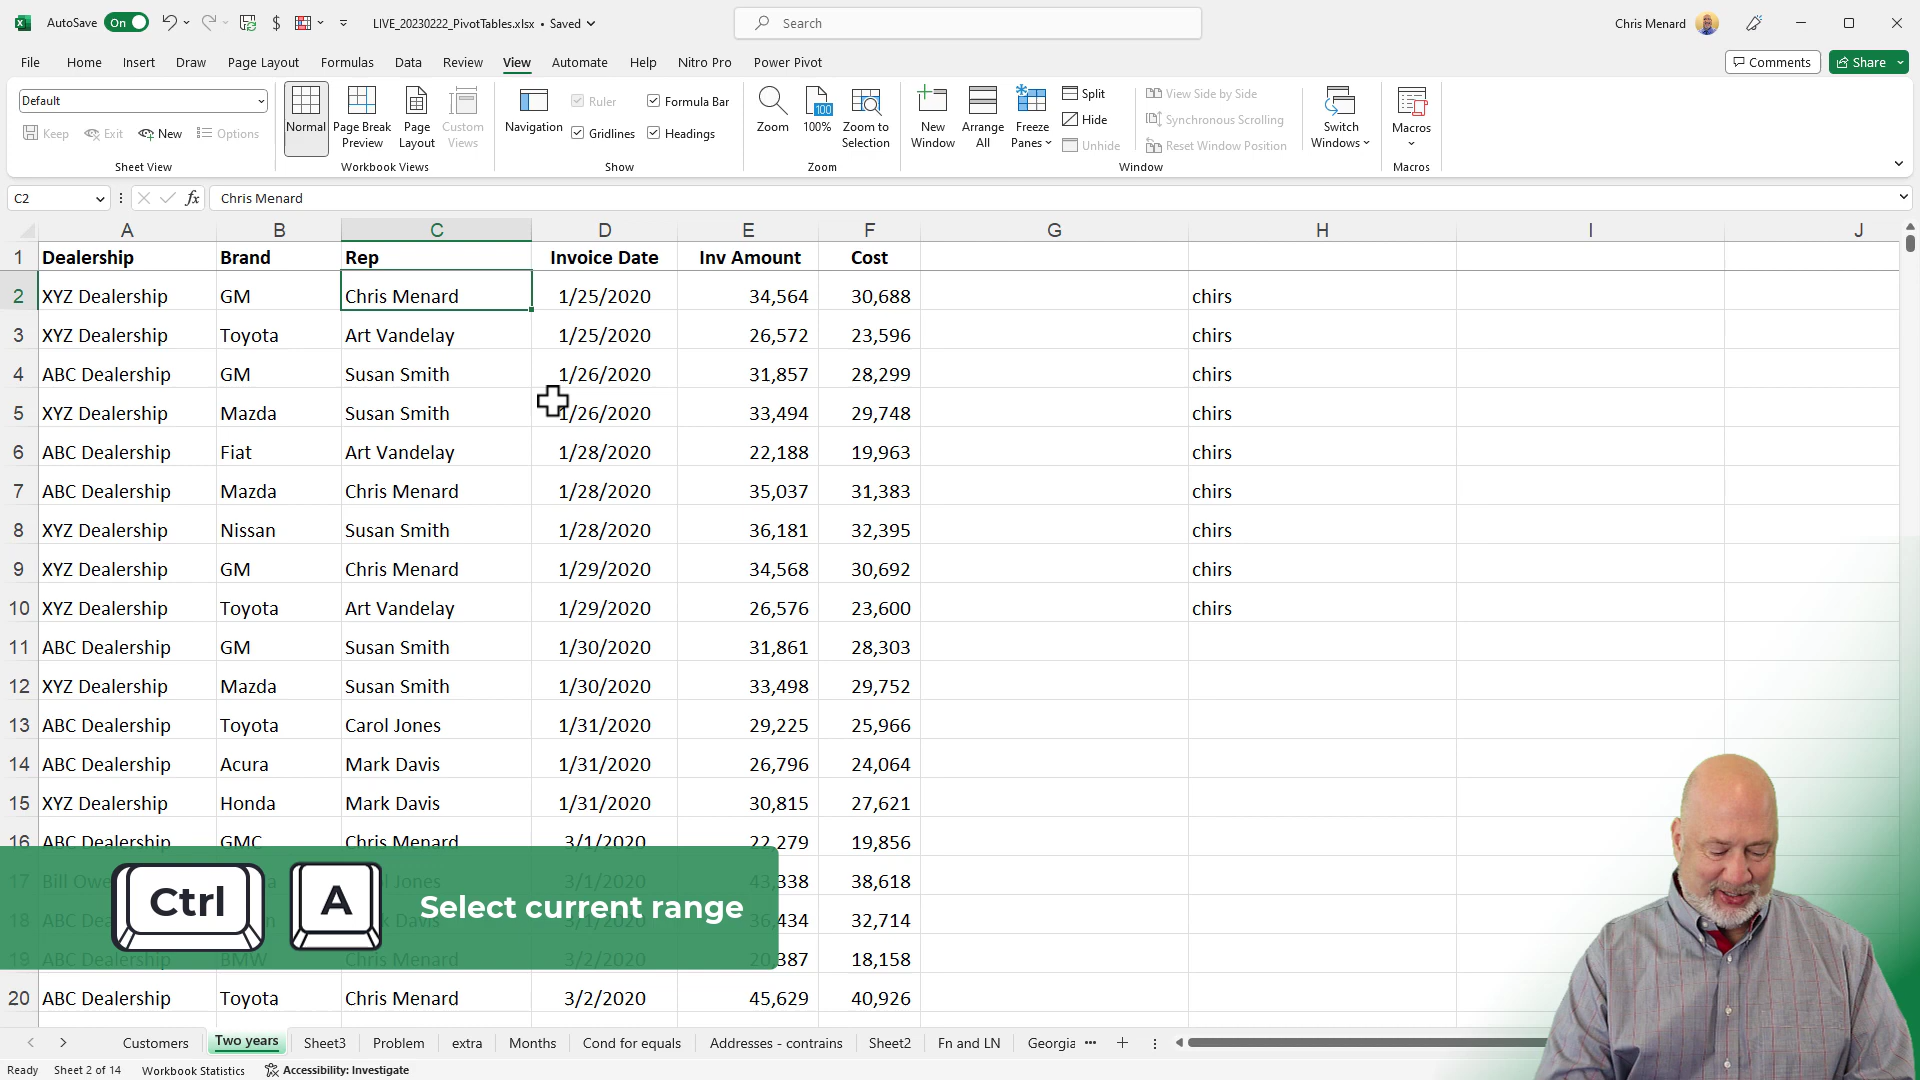 AutoSave On $ LIVE_20230222_PivotTables.xlsx • Saved Search Chris Menard
File Home Insert Draw Page Layout Formulas Data Review View Automate Help Nitro Pro Power Pivot Comments Share
Default
Keep Exit New Options
Sheet View
Normal Page Break Preview Page Layout Custom Views
Workbook Views
Navigation Ruler Formula Bar
Gridlines Headings
Show
Zoom 100 100% Zoom to Selection
Zoom
New Window Arrange All Freeze Panes Split Hide Unhide
View Side by Side
Synchronous Scrolling
Reset Window Position
Window
Switch Windows
Macros
Macros
C2 fx Chris Menard
A B C D E F G H I J
1 Dealership Brand Rep Invoice Date Inv Amount Cost
2 XYZ Dealership GM Chris Menard 1/25/2020 34,564 30,688 chirs
3 XYZ Dealership Toyota Art Vandelay 1/25/2020 26,572 23,596 chirs
4 ABC Dealership GM Susan Smith 1/26/2020 31,857 28,299 chirs
5 XYZ Dealership Mazda Susan Smith 1/26/2020 33,494 29,748 chirs
6 ABC Dealership Fiat Art Vandelay 1/28/2020 22,188 19,963 chirs
7 ABC Dealership Mazda Chris Menard 1/28/2020 35,037 31,383 chirs
8 XYZ Dealership Nissan Susan Smith 1/28/2020 36,181 32,395 chirs
9 XYZ Dealership GM Chris Menard 1/29/2020 34,568 30,692 chirs
10 XYZ Dealership Toyota Art Vandelay 1/29/2020 26,576 23,600 chirs
11 ABC Dealership GM Susan Smith 1/30/2020 31,861 28,303
12 XYZ Dealership Mazda Susan Smith 1/30/2020 33,498 29,752
13 ABC Dealership Toyota Carol Jones 1/31/2020 29,225 25,966
14 ABC Dealership Acura Mark Davis 1/31/2020 26,796 24,064
15 XYZ Dealership Honda Mark Davis 1/31/2020 30,815 27,621
16 ABC Dealership GMC Chris Menard 3/1/2020 22,279 19,856
17 Bill Owe Jones 3/1/2020 43,338 38,618
18 ABC 36,434 32,714
19 ABC Dealership BMW Chris Menard 3/2/2020 20,387 18,158
20 ABC Dealership Toyota Chris Menard 3/2/2020 45,629 40,926
Ctrl A Select current range
Customers Two years Sheet3 Problem extra Months Cond for equals Addresses - contrains Sheet2 Fn and LN Georgia ...
Ready Sheet 2 of 14 Workbook Statistics Accessibility: Investigate